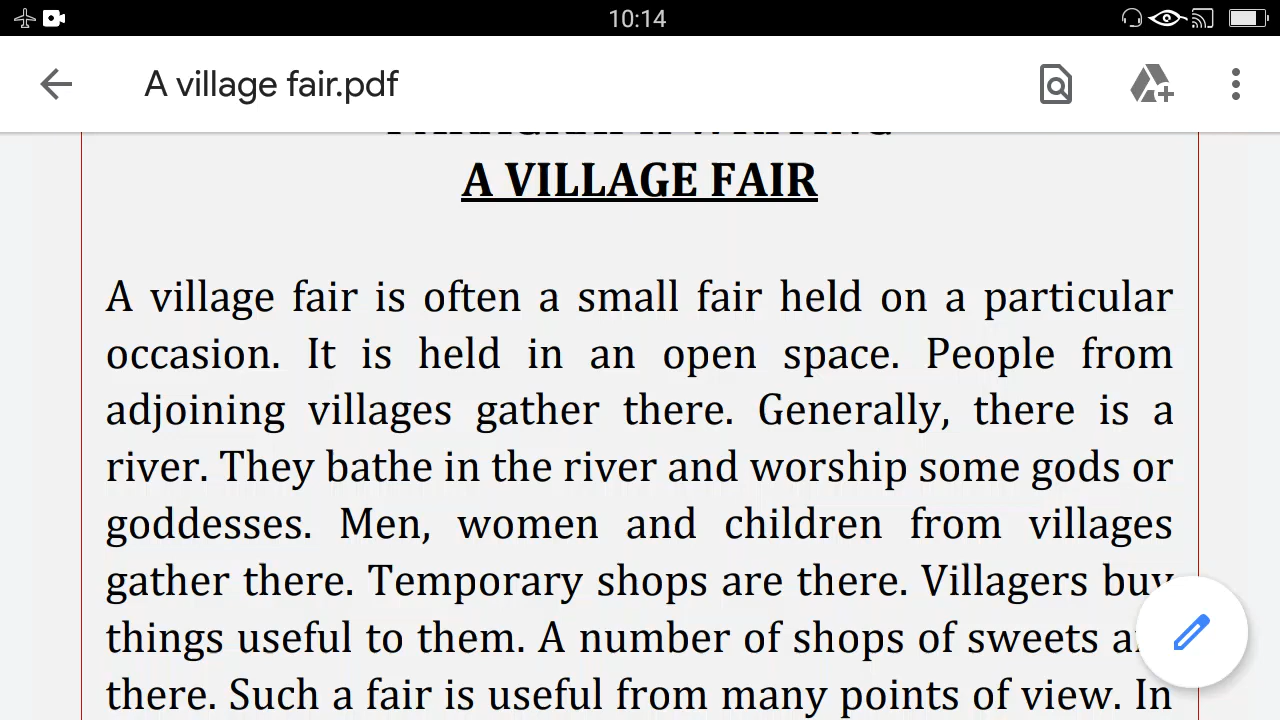 10:14
A village fair.pdf
A VILLAGE FAIR
A village fair is often a small fair held on a particular
occasion. It is held in an open space. People from
adjoining villages gather there. Generally, there is a
river. They bathe in the river and worship some gods or
goddesses. Men, women and children from villages
gather there. Temporary shops are there. Villagers buy
things useful to them. A number of shops of sweets
there. Such a fair is useful from many points of view. In